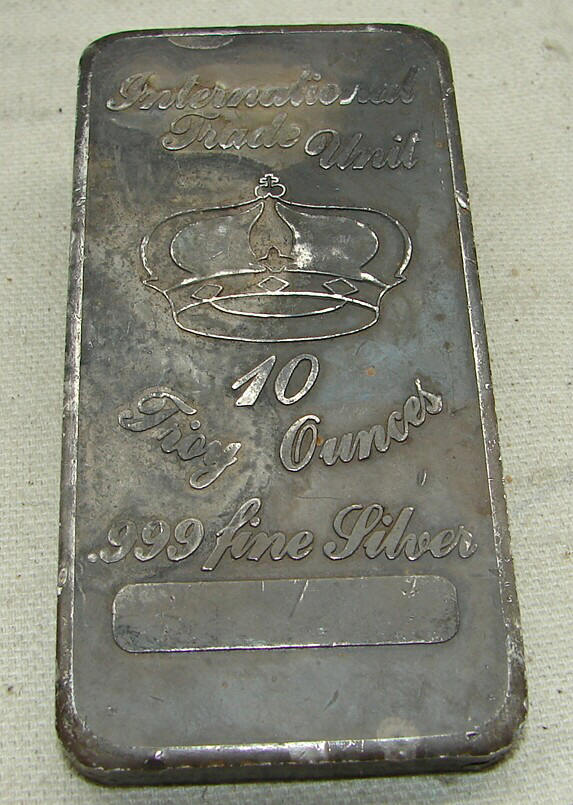 International
Trade Unit
10
Troy Ounces
.999 fine Silver